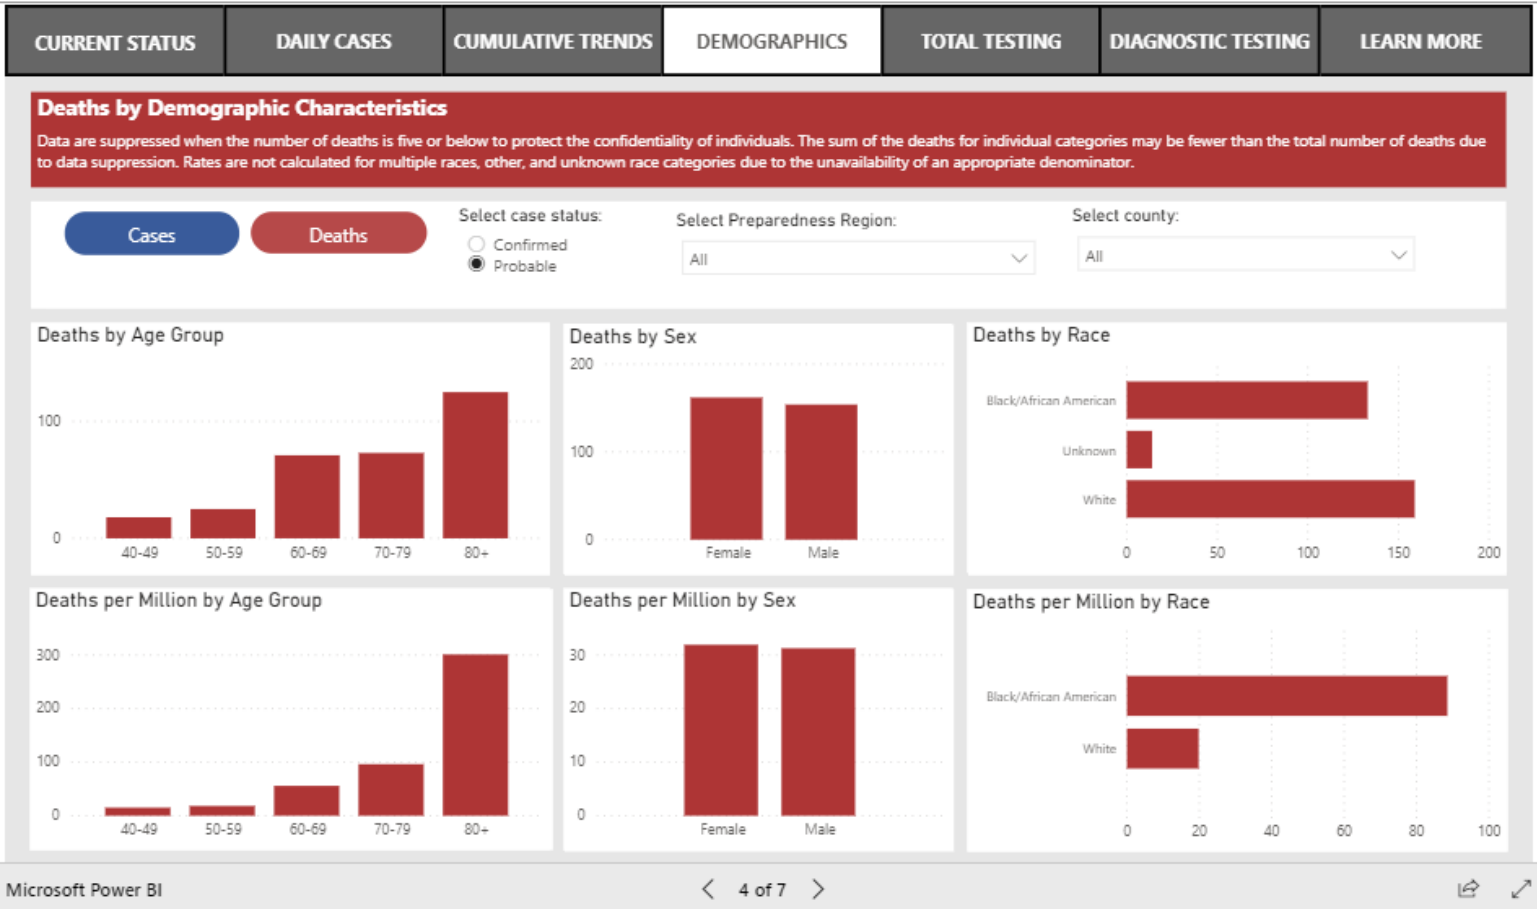 CURRENT STATUS
DAILY CASES
CUMULATIVE TRENDS
DEMOGRAPHICS
TOTAL TESTING
DIAGNOSTIC TESTING
LEARN MORE
Deaths by Demographic Characteristics
Data are suppressed when the number of deaths is five or below to protect the confidentiality of individuals. The sum of the deaths for individual categories may be fewer than the total number of deaths due
to data suppression. Rates are not calculated for multiple races, other, and unknown race categories due to the unavailability of an appropriate denominator.
Cases
Deaths
Select case status:
Confirmed
Probable
Select Preparedness Region:
All
Select county:
All
Deaths by Age Group
100
0
40-49 50-59 60-69 70-79 80+
Deaths by Sex
200
100
0
Female Male
Deaths by Race
Black/African American
Unknown
White
0 50 100 150 200
Deaths per Million by Age Group
300
200
100
0
40-49 50-59 60-69 70-79 80+
Deaths per Million by Sex
30
20
10
0
Female Male
Deaths per Million by Race
Black/African American
White
0 20 40 60 80 100
Microsoft Power BI
4 of 7